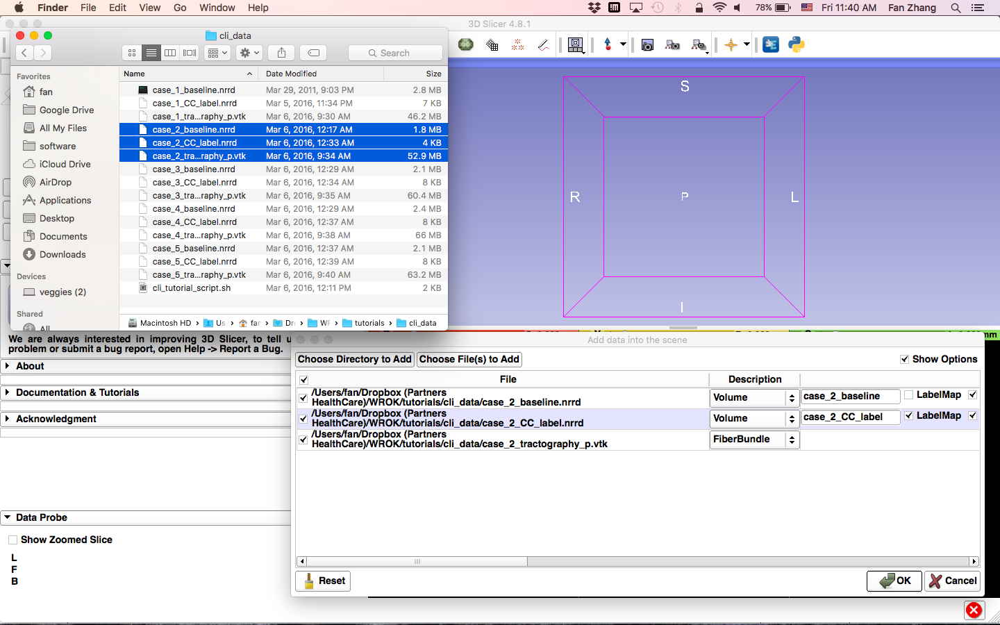 Finder File Edit View Go Window Help 78% Fri 11:40 AM Fan Zhang
3D Slicer 4.8.1
cli_data
Search
Favorites
fan
Google Drive
All My Files
software
iCloud Drive
AirDrop
Applications
Desktop
Documents
Downloads
Devices
veggies (2)
Shared
All
Name Date Modified Size
case_1_baseline.nrrd Mar 29, 2011, 9:03 PM 2.8 MB
case_1_CC_label.nrrd Mar 5, 2016, 11:34 PM 7 KB
case_1_tra...raphy_p.vtk Mar 6, 2016, 9:30 AM 46.2 MB
case_2_baseline.nrrd Mar 6, 2016, 12:17 AM 1.8 MB
case_2_CC_label.nrrd Mar 6, 2016, 12:33 AM 4 KB
case_2_tra...raphy_p.vtk Mar 6, 2016, 9:34 AM 52.9 MB
case_3_baseline.nrrd Mar 6, 2016, 12:29 AM 2.1 MB
case_3_CC_label.nrrd Mar 6, 2016, 12:34 AM 8 KB
case_3_tra...raphy_p.vtk Mar 6, 2016, 9:35 AM 60.4 MB
case_4_baseline.nrrd Mar 6, 2016, 12:29 AM 2.4 MB
case_4_CC_label.nrrd Mar 6, 2016, 12:37 AM 8 KB
case_4_tra...raphy_p.vtk Mar 6, 2016, 9:38 AM 66 MB
case_5_baseline.nrrd Mar 6, 2016, 12:37 AM 2.1 MB
case_5_CC_label.nrrd Mar 6, 2016, 12:39 AM 8 KB
case_5_tra...raphy_p.vtk Mar 6, 2016, 9:40 AM 63.2 MB
cli_tutorial_script.sh Mar 6, 2016, 12:11 PM 2 KB
Macintosh HD › Us › far › Dr › WF › tutorials › cli_data
S
R P L
I
mm
We are always interested in improving 3D Slicer, to tell u
problem or submit a bug report, open Help -> Report a Bug.
About
Documentation & Tutorials
Acknowledgment
Data Probe
Show Zoomed Slice
L
F
B
Add data into the scene
Choose Directory to Add Choose File(s) to Add Show Options
File Description
/Users/fan/Dropbox (Partners
HealthCare)/WROK/tutorials/cli_data/case_2_baseline.nrrd Volume case_2_baseline LabelMap
/Users/fan/Dropbox (Partners
HealthCare)/WROK/tutorials/cli_data/case_2_CC_label.nrrd Volume case_2_CC_label LabelMap
/Users/fan/Dropbox (Partners
HealthCare)/WROK/tutorials/cli_data/case_2_tractography_p.vtk FiberBundle
Reset OK Cancel